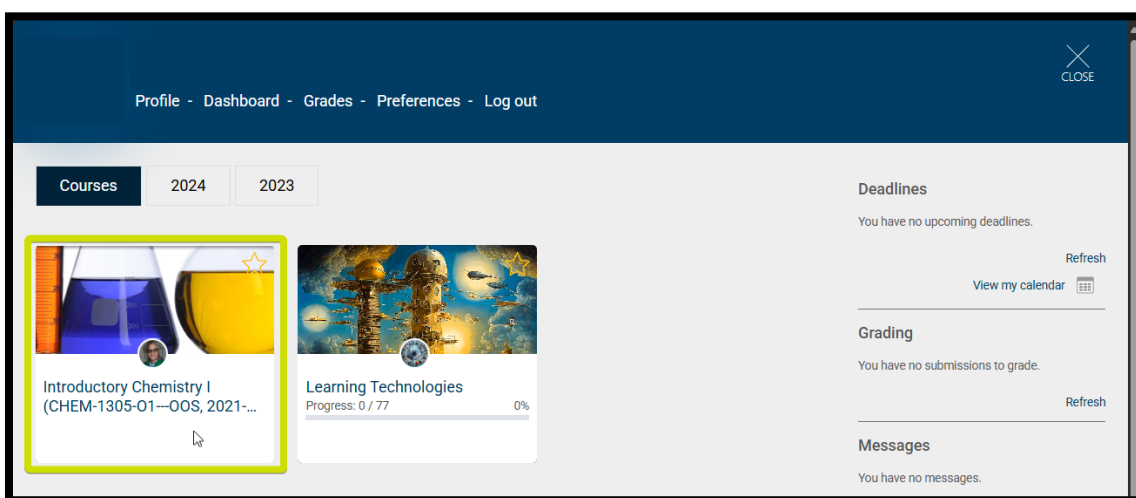 CLOSE
Profile - Dashboard - Grades - Preferences - Log out
Courses
2024
2023
Introductory Chemistry I
(CHEM-1305-O1---OOS, 2021-...
Learning Technologies
Progress: 0 / 77
0%
Deadlines
You have no upcoming deadlines.
Refresh
View my calendar
Grading
You have no submissions to grade.
Refresh
Messages
You have no messages.